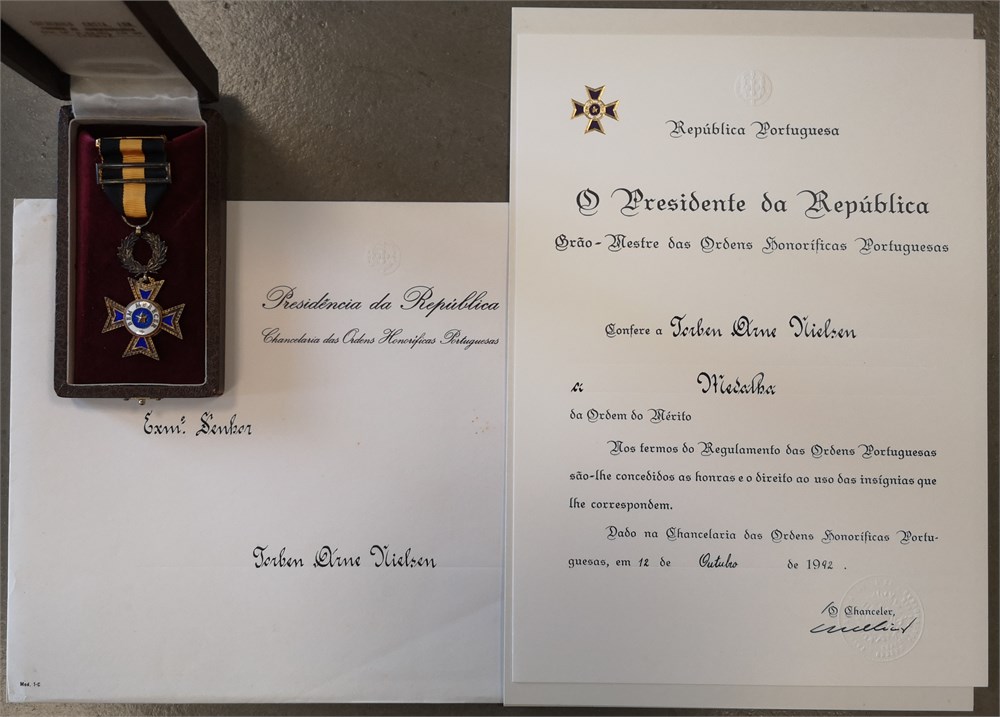 Presidência da República
Chancelaria das Ordens Honoríficas Portuguesas
Exmº. Senhor
Torben Arne Nielsen
Mod. 1-C
República Portuguesa
O Presidente da República
Grão-Mestre das Ordens Honoríficas Portuguesas
Confere a Torben Arne Nielsen
a Medalha
da Ordem do Mérito
Nos termos do Regulamento das Ordens Portuguesas
são-lhe concedidos as honras e o direito ao uso das insígnias que
lhe correspondem.
Dado na Chancelaria das Ordens Honoríficas Portu-
guesas, em 12 de Outubro de 1992.
O Chanceler,